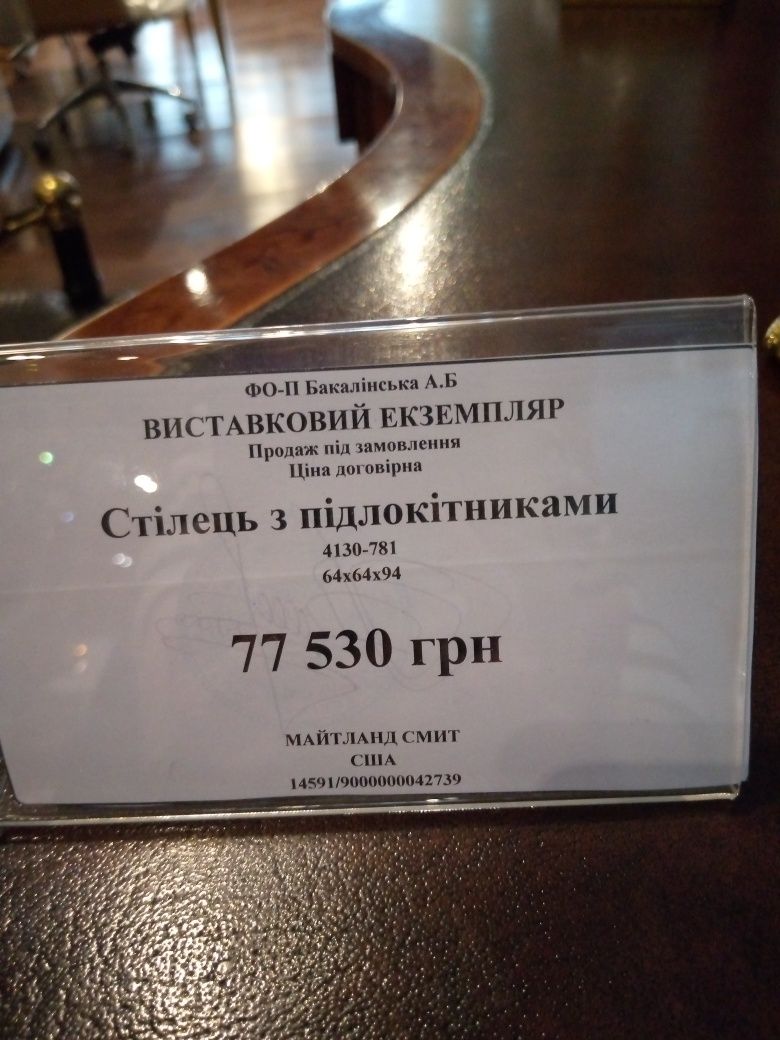 ФО-П Бакалінська А.Б
ВИСТАВКОВИЙ ЕКЗЕМПЛЯР
Продаж під замовлення
Ціна договірна
Стілець з підлокітниками
4130-781
64х64х94
77 530 грн
МАЙТЛАНД СМИТ
США
14591/9000000042739